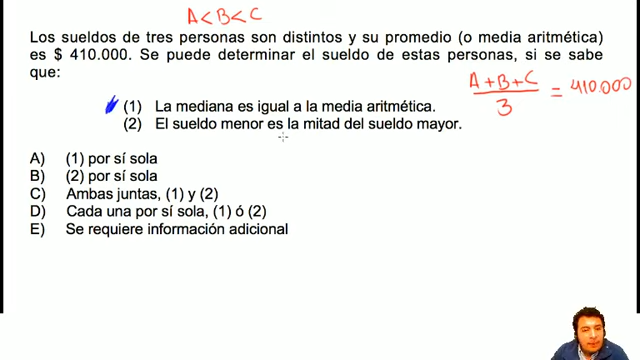 A < B < C
Los sueldos de tres personas son distintos y su promedio (o media aritmética)
es $ 410.000. Se puede determinar el sueldo de estas personas, si se sabe
que:
A + B + C
3
= 410.000
(1) La mediana es igual a la media aritmética.
(2) El sueldo menor es la mitad del sueldo mayor.
A) (1) por sí sola
B) (2) por sí sola
C) Ambas juntas, (1) y (2)
D) Cada una por sí sola, (1) ó (2)
E) Se requiere información adicional